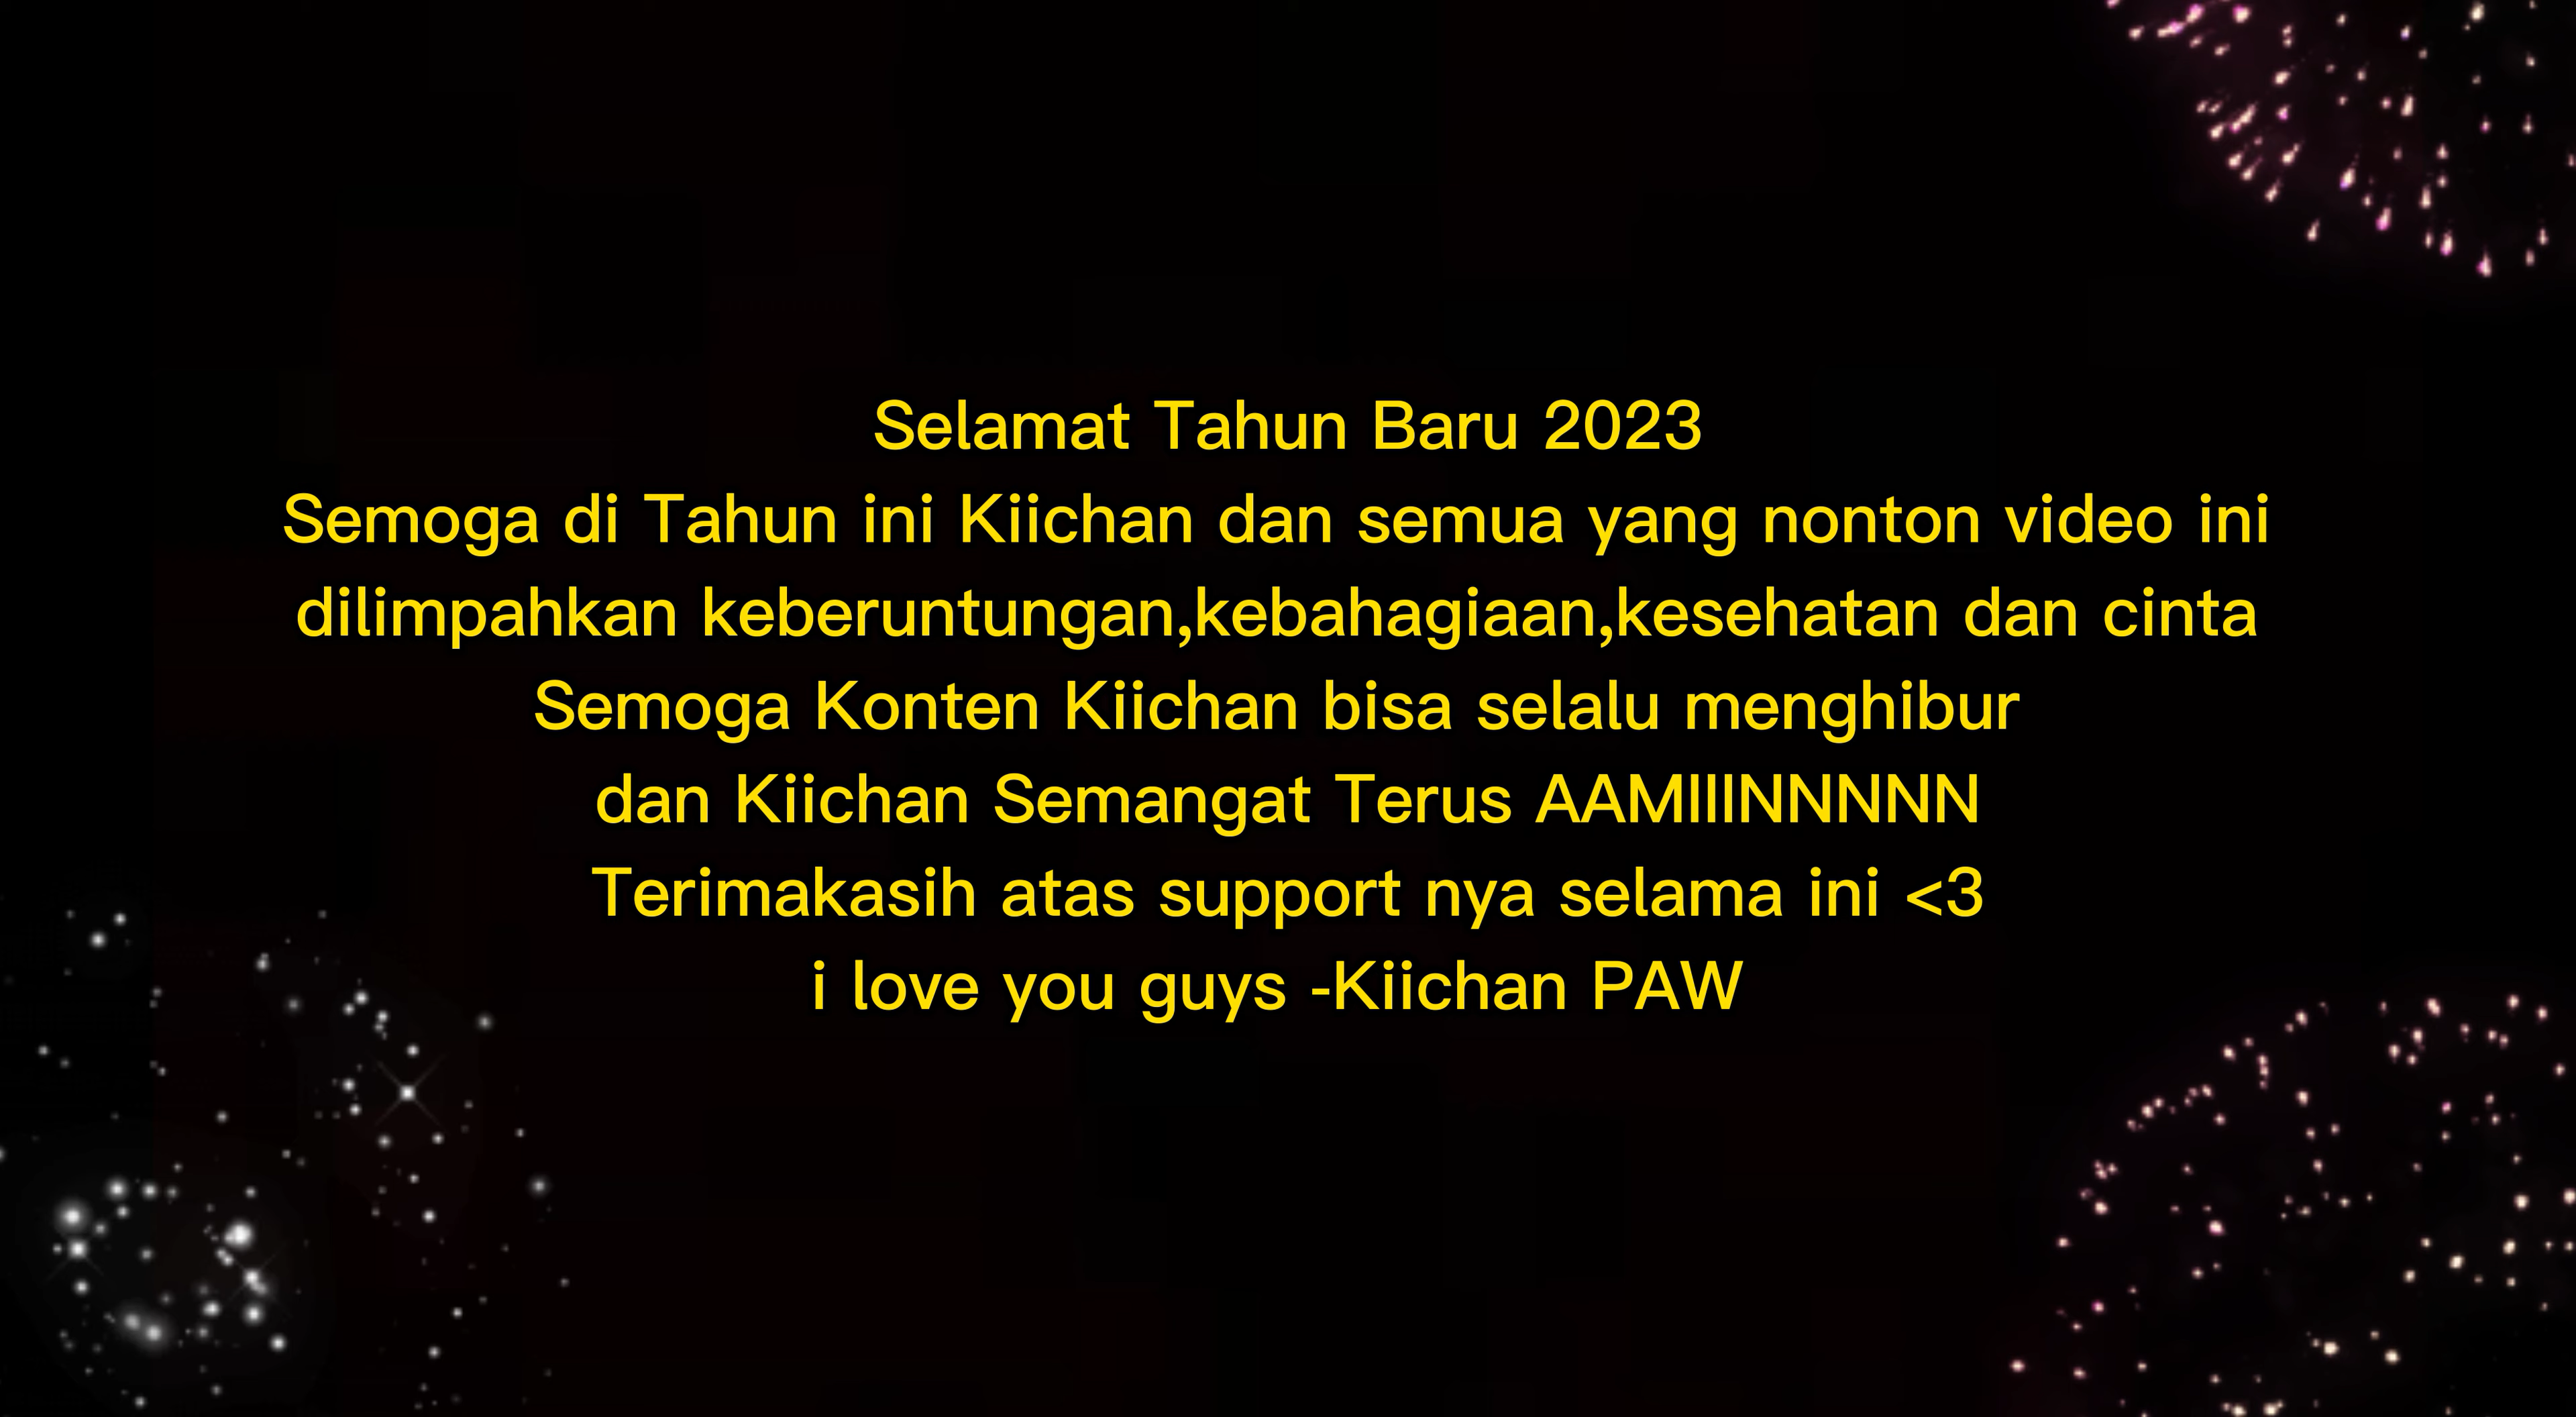 Selamat Tahun Baru 2023
Semoga di Tahun ini Kiichan dan semua yang nonton video ini
dilimpahkan keberuntungan,kebahagiaan,kesehatan dan cinta
Semoga Konten Kiichan bisa selalu menghibur
dan Kiichan Semangat Terus AAMIIINNNNN
Terimakasih atas support nya selama ini <3
i love you guys -Kiichan PAW